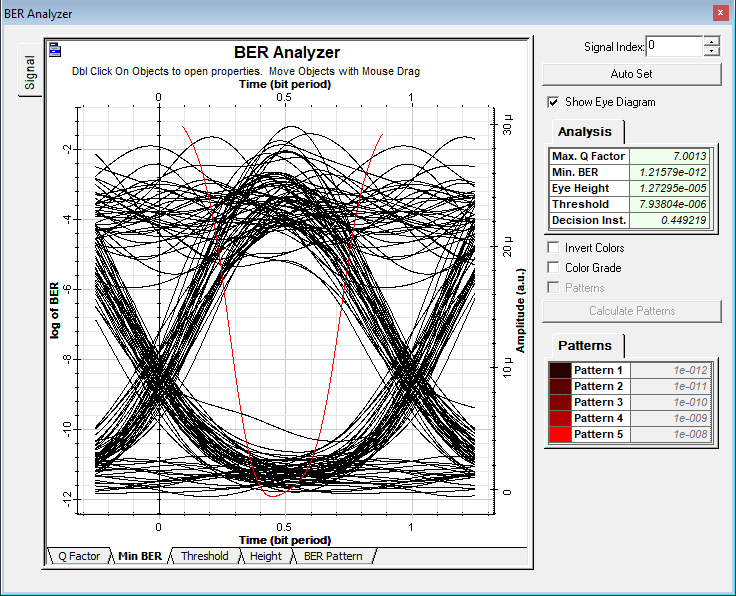 BER Analyzer
Signal
BER Analyzer
Dbl Click On Objects to open properties. Move Objects with Mouse Drag
Time (bit period)
0 0.5 1
log of BER
-2
-4
-6
-8
-10
-12
Amplitude (a.u.)
30 µ
20 µ
10 µ
0
0 0.5 1
Time (bit period)
Q Factor Min BER Threshold Height BER Pattern
Signal Index: 0
Auto Set
Show Eye Diagram
Analysis
Max. Q Factor 7.0013
Min. BER 1.21579e-012
Eye Height 1.27295e-005
Threshold 7.93804e-006
Decision Inst. 0.449219
Invert Colors
Color Grade
Patterns
Calculate Patterns
Patterns
Pattern 1 1e-012
Pattern 2 1e-011
Pattern 3 1e-010
Pattern 4 1e-009
Pattern 5 1e-008